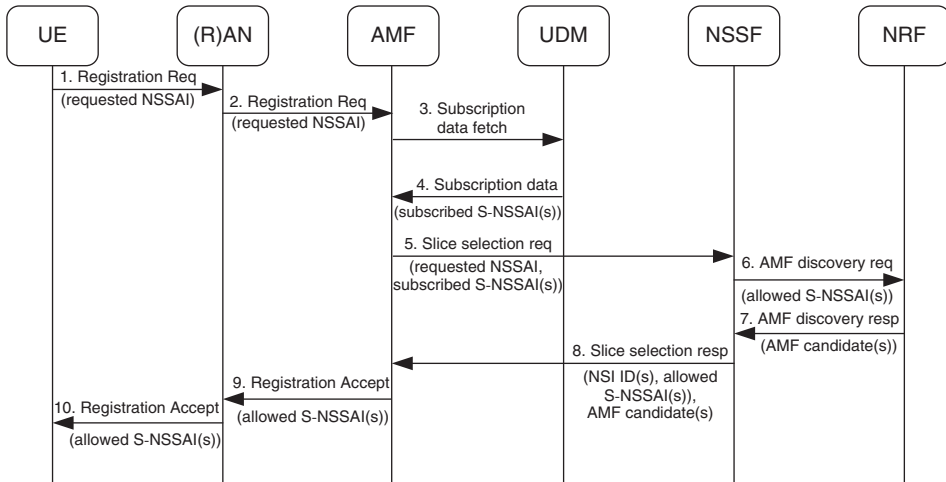 UE
(R)AN
AMF
UDM
NSSF
NRF
1. Registration Req
(requested NSSAI)
2. Registration Req
(requested NSSAI)
3. Subscription
data fetch
4. Subscription data
(subscribed S-NSSAI(s))
5. Slice selection req
(requested NSSAI,
subscribed S-NSSAI(s))
6. AMF discovery req
(allowed S-NSSAI(s))
7. AMF discovery resp
(AMF candidate(s))
8. Slice selection resp
(NSI ID(s), allowed
S-NSSAI(s)),
AMF candidate(s)
9. Registration Accept
(allowed S-NSSAI(s))
10. Registration Accept
(allowed S-NSSAI(s))